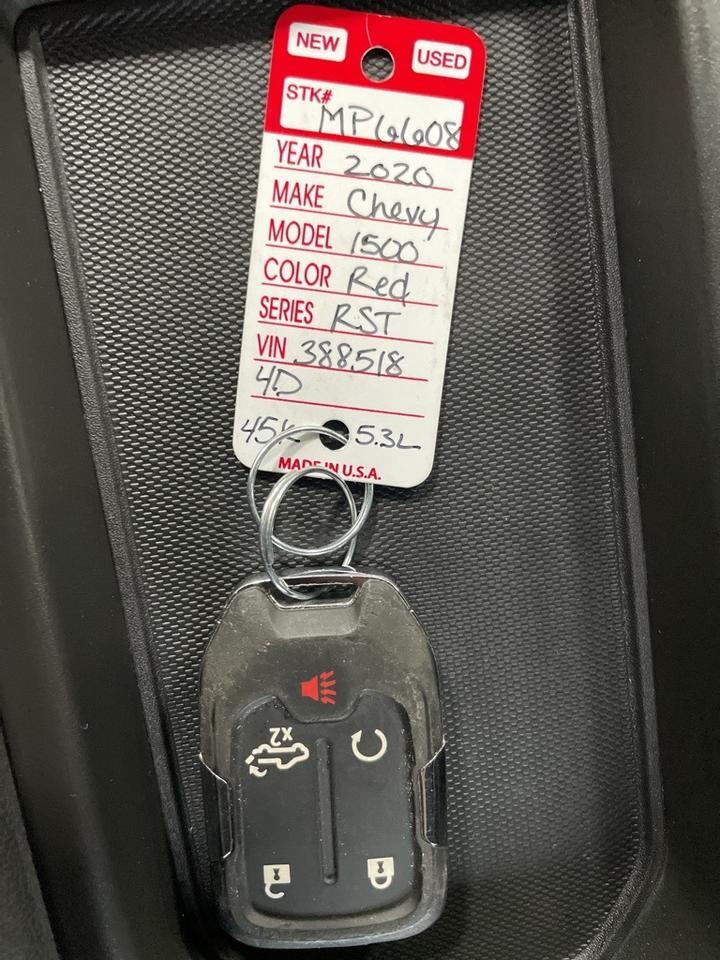 NEW USED
STK# MP6608
YEAR 2020
MAKE Chevy
MODEL 1500
COLOR Red
SERIES RST
VIN 388518
4D
45K 5.3L
MADE IN U.S.A.
X2